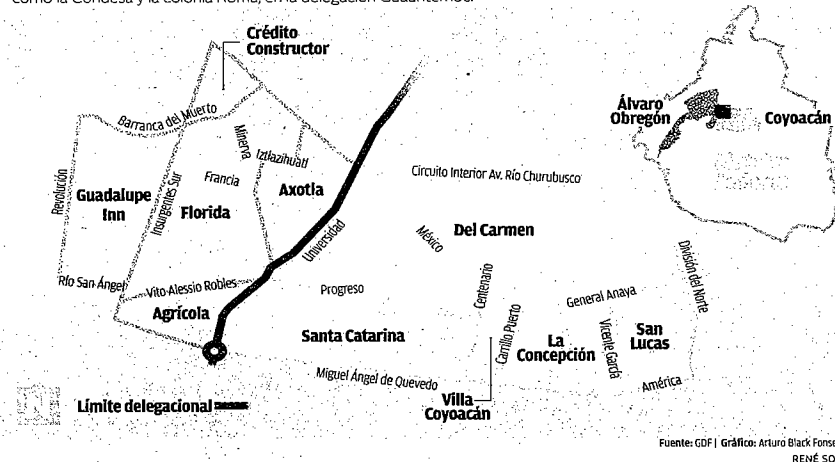 como la Condesa y la colonia Roma, en la delegación Cuauhtémoc.
Crédito
Constructor
Barranca del Muerto
Minerva
Iztlazihuatl
Revolución
Guadalupe
Inn
Insurgentes Sur
Francia
Florida
Axotla
Universidad
Río San Ángel
Vito Alessio Robles
Agrícola
Álvaro
Obregón
Coyoacán
Circuito Interior Av. Río Churubusco
México
Del Carmen
Centenario
División del Norte
Progreso
General Anaya
Carrillo Puerto
Santa Catarina
La
Concepción
Vicente García
San
Lucas
Miguel Ángel de Quevedo
América
Villa
Coyoacán
Límite delegacional
Fuente: GDF | Gráfico: Arturo Black Fonse
RENÉ SO